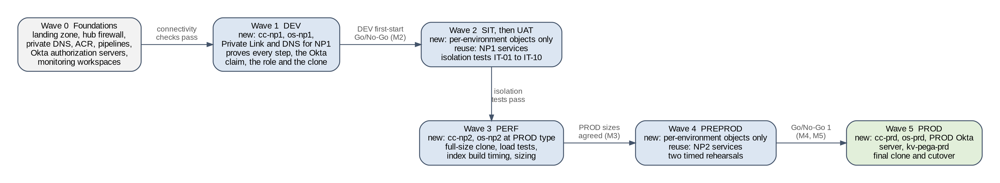 Wave 0  Foundations
landing zone, hub firewall,
private DNS, ACR, pipelines,
Okta authorization servers,
monitoring workspaces
connectivity
checks pass
Wave 1  DEV
new: cc-np1, os-np1,
Private Link and DNS for NP1
proves every step, the Okta
claim, the role and the clone
DEV first-start
Go/No-Go (M2)
Wave 2  SIT, then UAT
new: per-environment objects only
reuse: NP1 services
isolation tests IT-01 to IT-10
isolation
tests pass
Wave 3  PERF
new: cc-np2, os-np2 at PROD type
full-size clone, load tests,
index build timing, sizing
PROD sizes
agreed (M3)
Wave 4  PREPROD
new: per-environment objects only
reuse: NP2 services
two timed rehearsals
Go/No-Go 1
(M4, M5)
Wave 5  PROD
new: cc-prd, os-prd, PROD Okta
server, kv-pega-prd
final clone and cutover